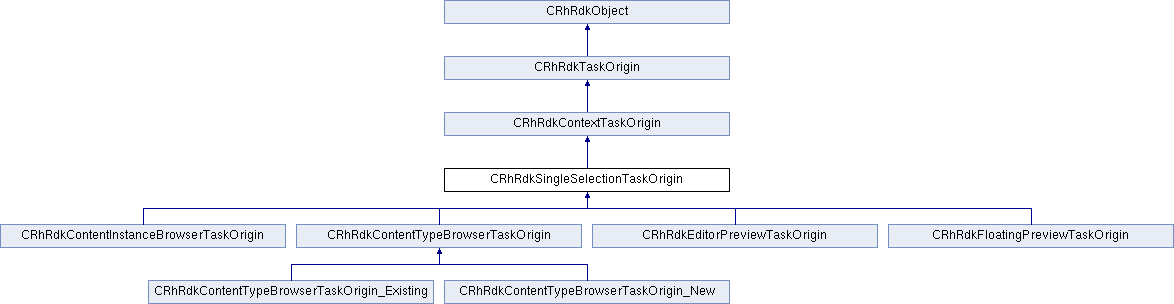 CRhRdkObject
CRhRdkTaskOrigin
CRhRdkContextTaskOrigin
CRhRdkSingleSelectionTaskOrigin
CRhRdkContentInstanceBrowserTaskOrigin
CRhRdkContentTypeBrowserTaskOrigin
CRhRdkEditorPreviewTaskOrigin
CRhRdkFloatingPreviewTaskOrigin
CRhRdkContentTypeBrowserTaskOrigin_Existing
CRhRdkContentTypeBrowserTaskOrigin_New